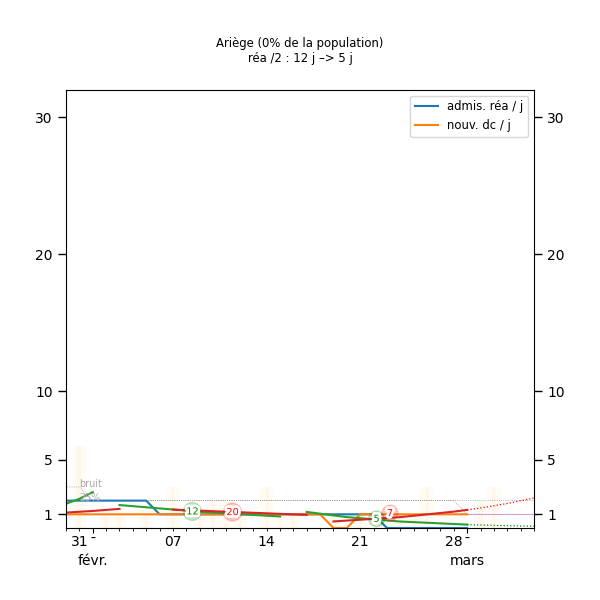 Ariège (0% de la population)
réa /2 : 12 j –> 5 j
admis. réa / j
nouv. dc / j
30
30
20
20
10
10
5
5
bruit
1
1
12
20
5
7
31
07
14
21
28
févr.
mars